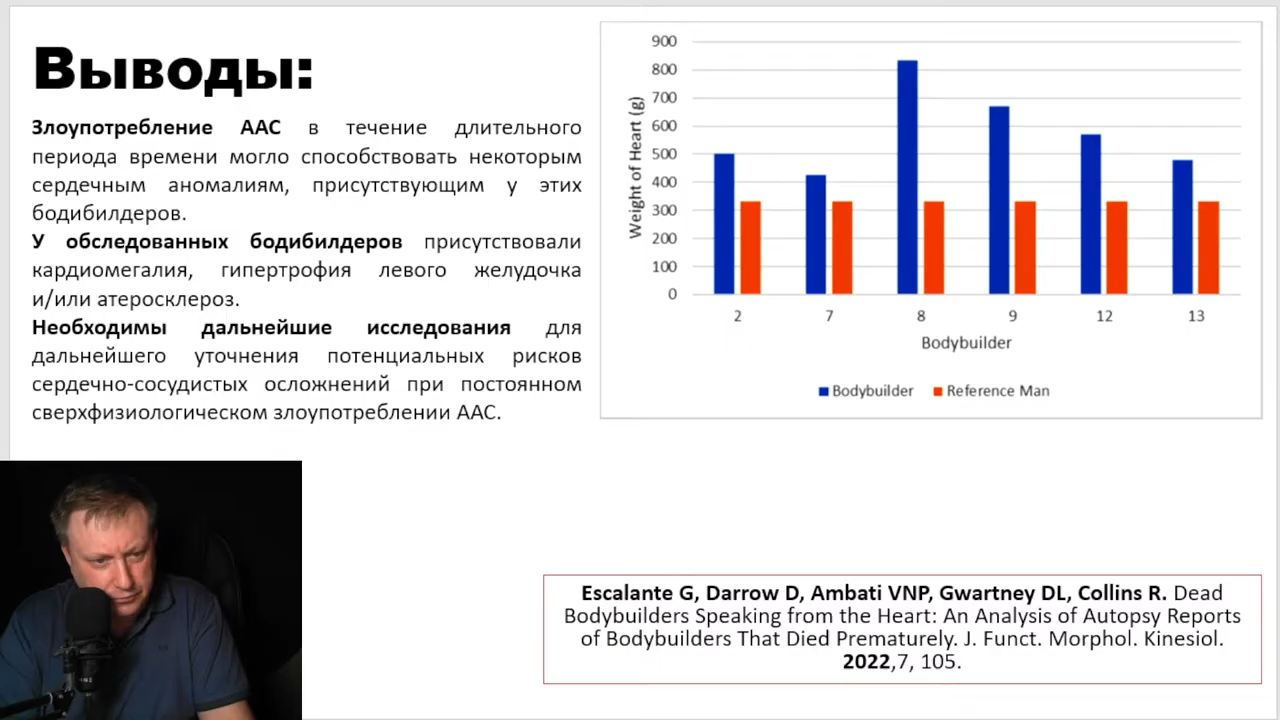 Выводы:
Злоупотребление ААС в течение длительного
периода времени могло способствовать некоторым
сердечным аномалиям, присутствующим у этих
бодибилдеров.
У обследованных бодибилдеров присутствовали
кардиомегалия, гипертрофия левого желудочка
и/или атеросклероз.
Необходимы дальнейшие исследования для
дальнейшего уточнения потенциальных рисков
сердечно-сосудистых осложнений при постоянном
сверхфизиологическом злоупотреблении ААС.
Weight of Heart (g)
900
800
700
600
500
400
300
200
100
0
2 7 8 9 12 13
Bodybuilder
Bodybuilder Reference Man
Escalante G, Darrow D, Ambati VNP, Gwartney DL, Collins R. Dead
Bodybuilders Speaking from the Heart: An Analysis of Autopsy Reports
of Bodybuilders That Died Prematurely. J. Funct. Morphol. Kinesiol.
2022,7, 105.